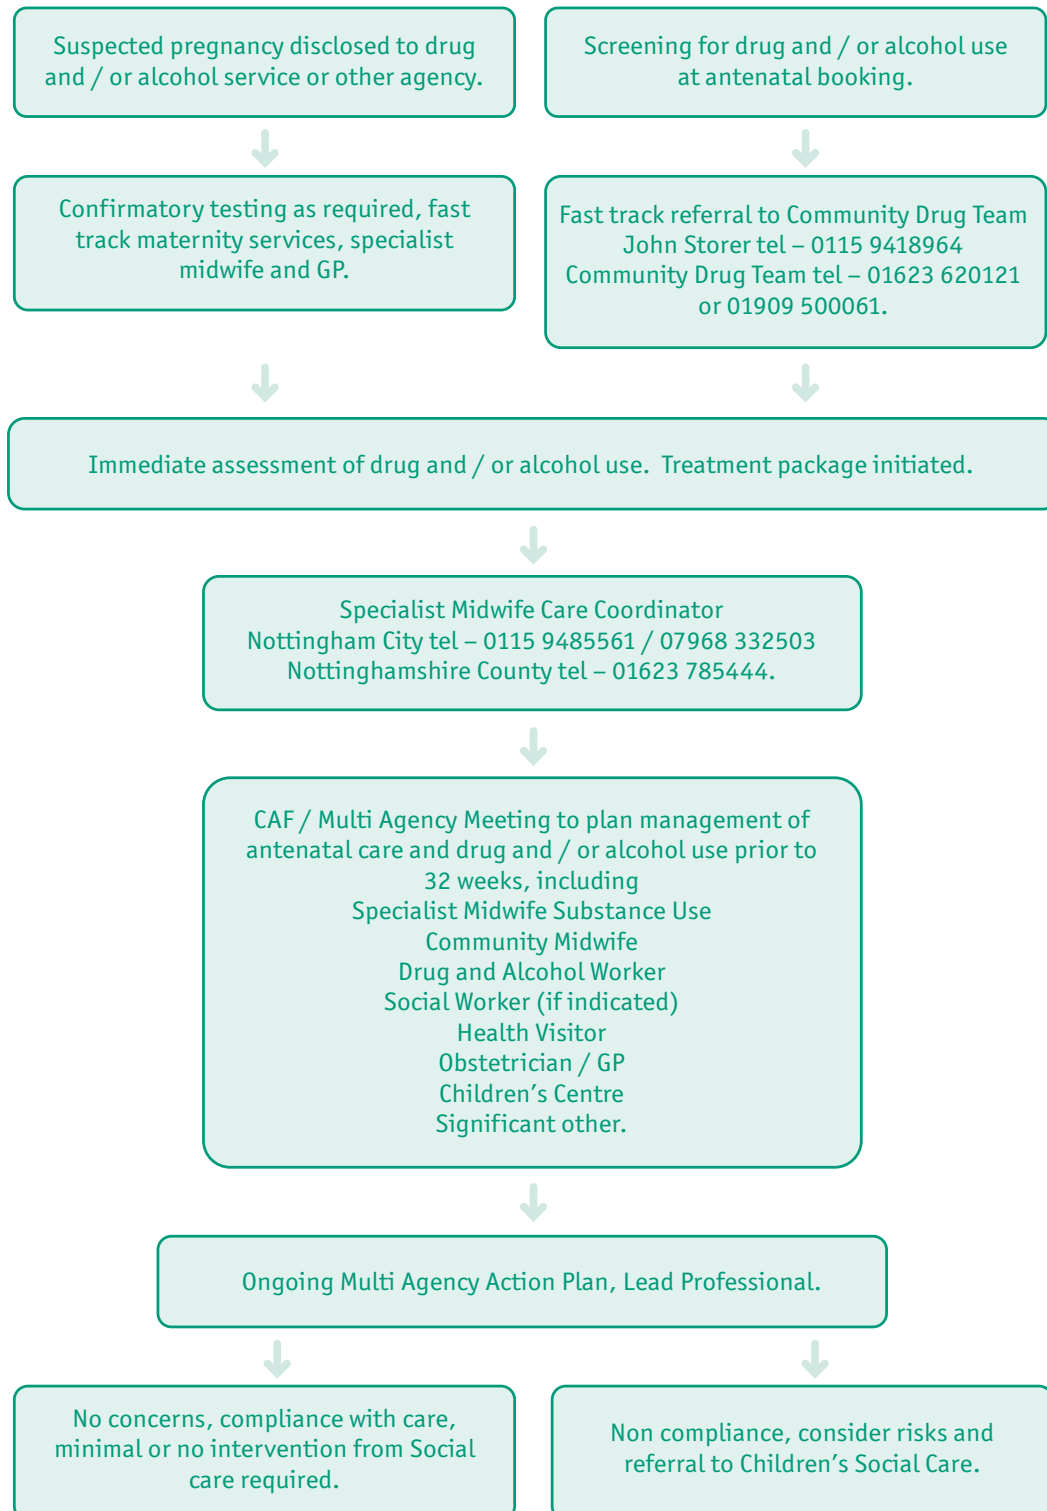 Suspected pregnancy disclosed to drug
and / or alcohol service or other agency.
Screening for drug and / or alcohol use
at antenatal booking.
Confirmatory testing as required, fast
track maternity services, specialist
midwife and GP.
Fast track referral to Community Drug Team
John Storer tel – 0115 9418964
Community Drug Team tel – 01623 620121
or 01909 500061.
Immediate assessment of drug and / or alcohol use.  Treatment package initiated.
Specialist Midwife Care Coordinator
Nottingham City tel – 0115 9485561 / 07968 332503
Nottinghamshire County tel – 01623 785444.
CAF / Multi Agency Meeting to plan management of
antenatal care and drug and / or alcohol use prior to
32 weeks, including
Specialist Midwife Substance Use
Community Midwife
Drug and Alcohol Worker
Social Worker (if indicated)
Health Visitor
Obstetrician / GP
Children’s Centre
Significant other.
Ongoing Multi Agency Action Plan, Lead Professional.
No concerns, compliance with care,
minimal or no intervention from Social
care required.
Non compliance, consider risks and
referral to Children’s Social Care.